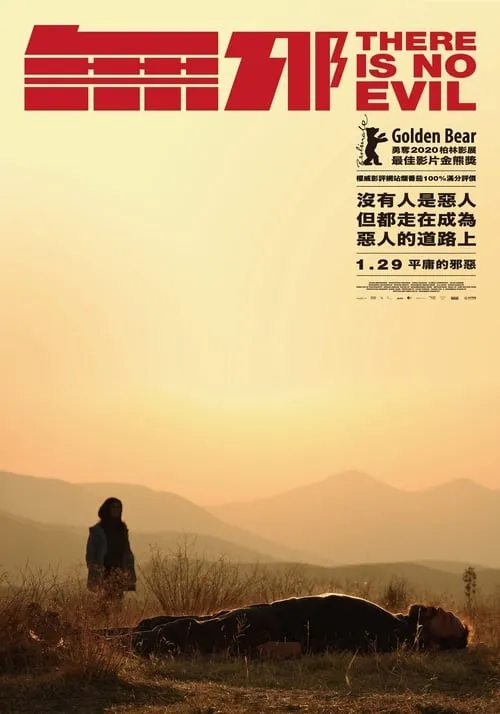 無邪
THERE
IS NO
EVIL
Berlinale
Golden Bear
勇奪2020柏林影展
最佳影片金熊獎
權威影評網站爛番茄100%滿分評價
沒有人是惡人
但都走在成為
惡人的道路上
1.29 平庸的邪惡